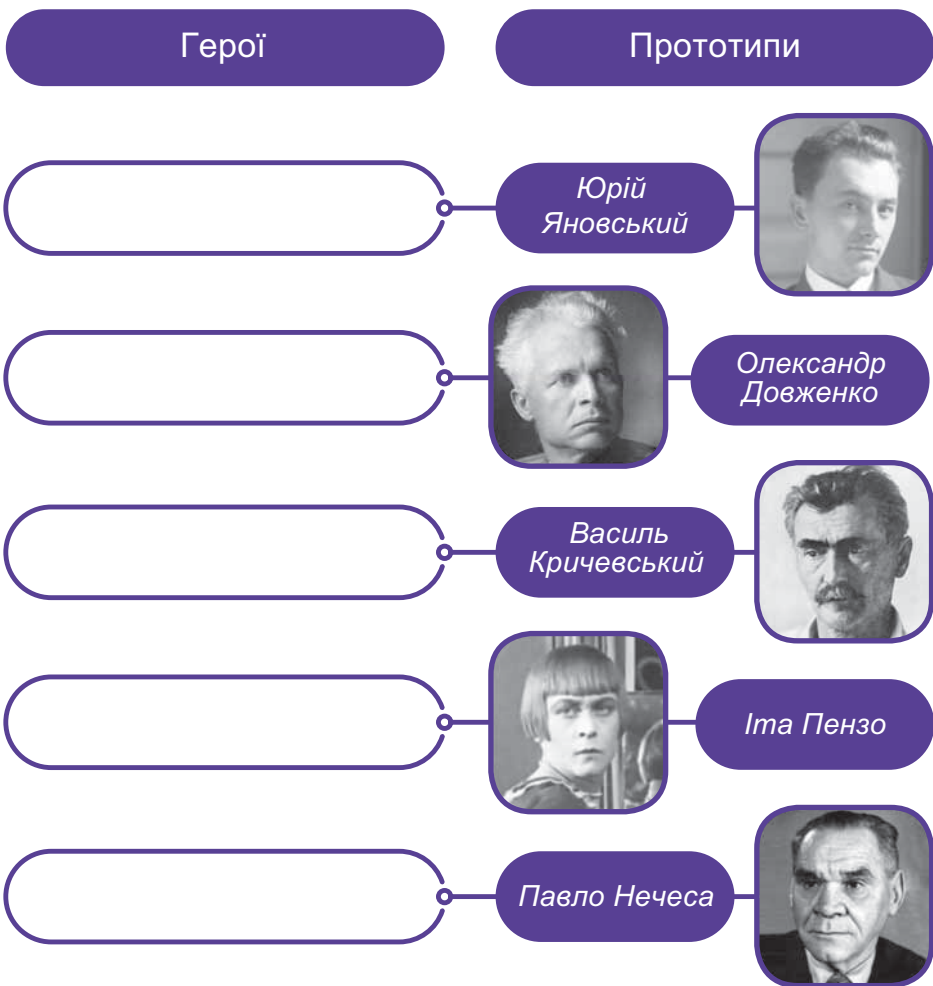 Герої
Прототипи
Юрій
Яновський
Олександр
Довженко
Василь
Кричевський
Іта Пензо
Павло Нечеса